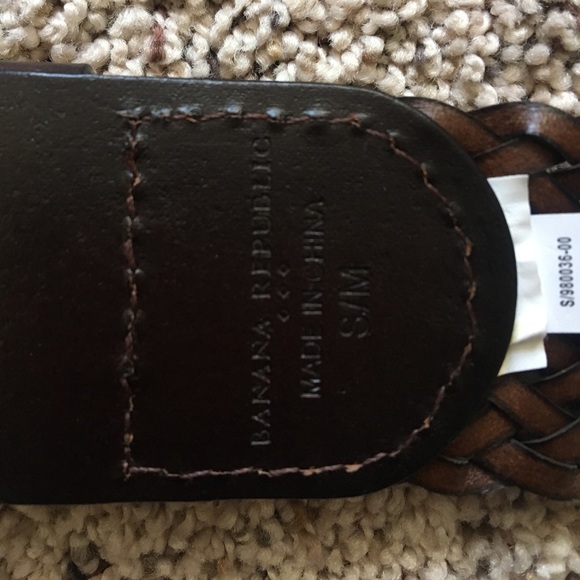 BANANA REPUBLIC
<<<
MADE IN CHINA
S/M
S/980036-00